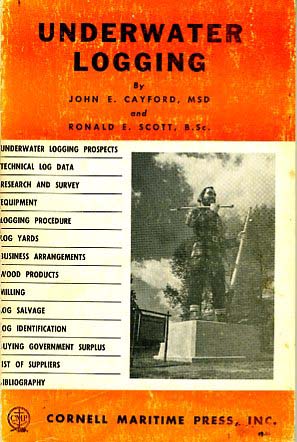 UNDERWATER
LOGGING
By
JOHN E. CAYFORD, MSD
and
RONALD E. SCOTT, B.Sc.
UNDERWATER LOGGING PROSPECTS
TECHNICAL LOG DATA
RESEARCH AND SURVEY
EQUIPMENT
LOGGING PROCEDURE
LOG YARDS
BUSINESS ARRANGEMENTS
WOOD PRODUCTS
MILLING
LOG SALVAGE
LOG IDENTIFICATION
BUYING GOVERNMENT SURPLUS
LIST OF SUPPLIERS
BIBLIOGRAPHY
CMP
CORNELL MARITIME PRESS, INC.